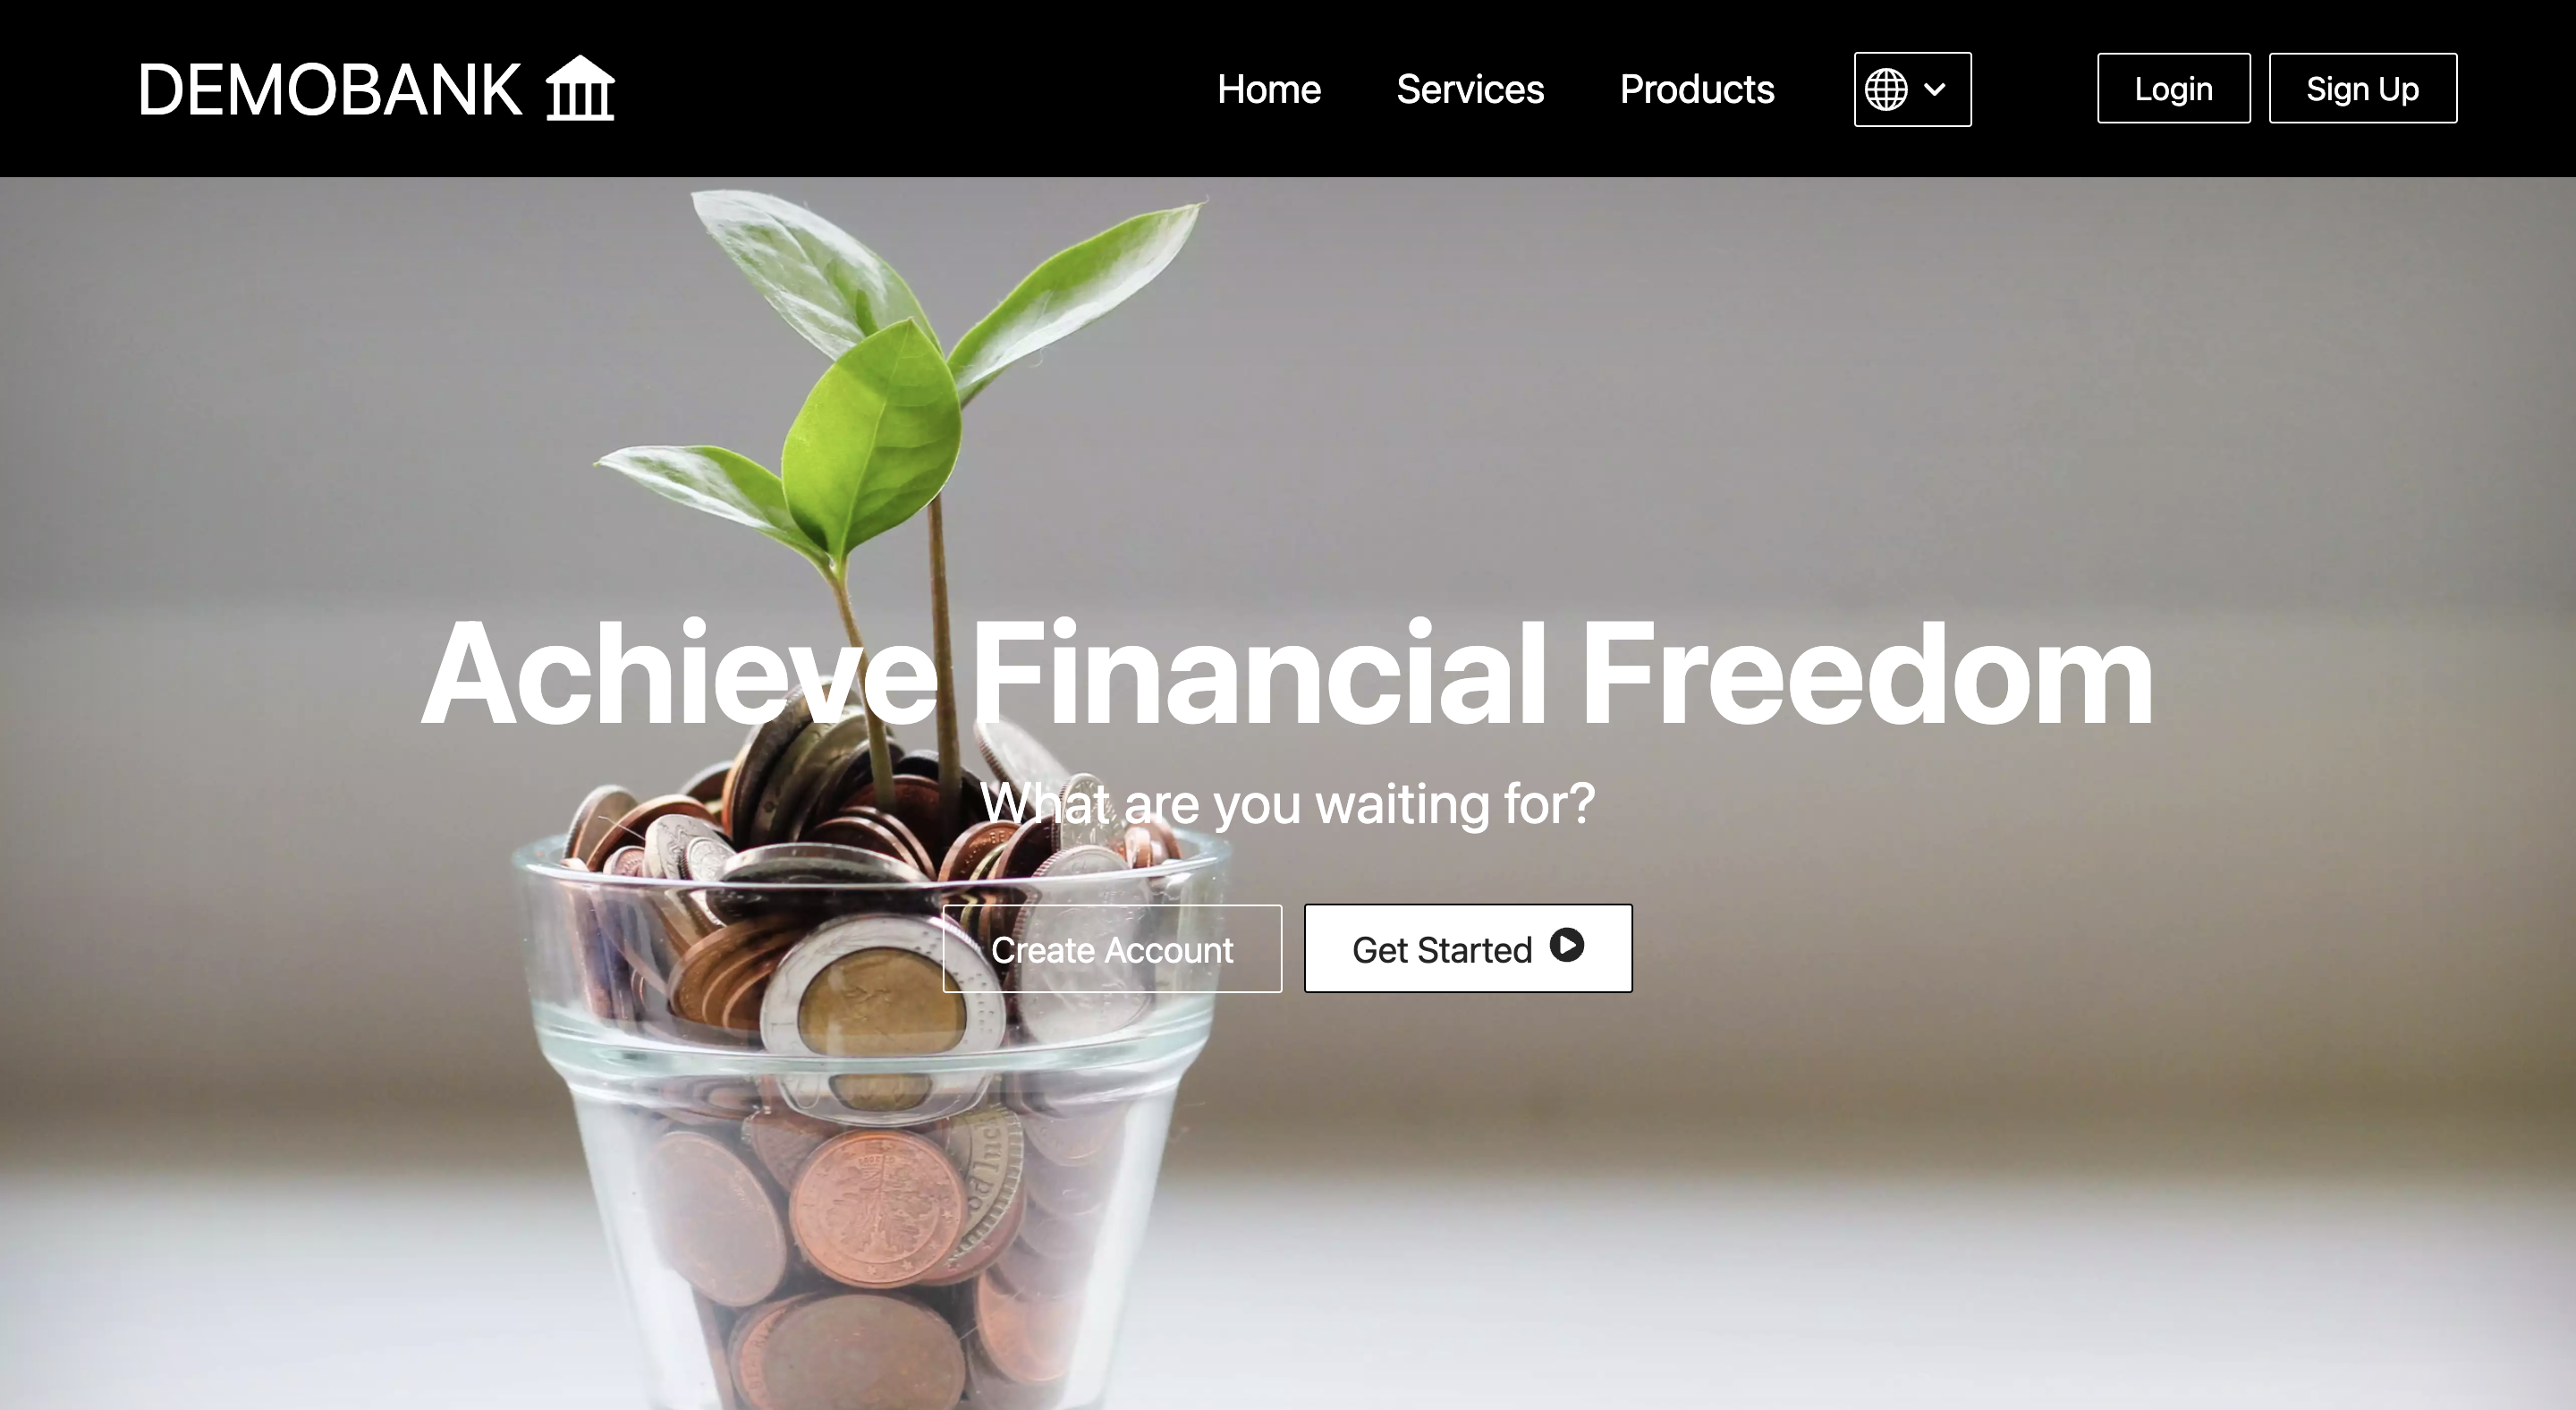 DEMOBANK
Home Services Products Login Sign Up
Achieve Financial Freedom
What are you waiting for?
Create Account Get Started